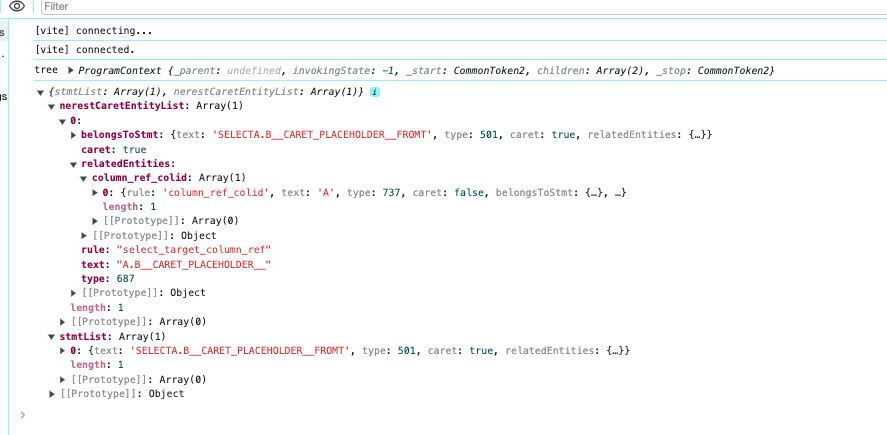 Filter
s
[vite] connecting...
[vite] connected.
tree ▶ ProgramContext {_parent: undefined, invokingState: -1, _start: CommonToken2, children: Array(2), _stop: CommonToken2}
gs
▼ {stmtList: Array(1), nerestCaretEntityList: Array(1)} i
▼ nerestCaretEntityList: Array(1)
▼ 0:
▶ belongsToStmt: {text: 'SELECTA.B__CARET_PLACEHOLDER__FROMT', type: 501, caret: true, relatedEntities: {…}}
caret: true
▼ relatedEntities:
▼ column_ref_colid: Array(1)
▶ 0: {rule: 'column_ref_colid', text: 'A', type: 737, caret: false, belongsToStmt: {…}, …}
length: 1
▶ [[Prototype]]: Array(0)
▶ [[Prototype]]: Object
rule: "select_target_column_ref"
text: "A.B__CARET_PLACEHOLDER__"
type: 687
▶ [[Prototype]]: Object
length: 1
▶ [[Prototype]]: Array(0)
▼ stmtList: Array(1)
▶ 0: {text: 'SELECTA.B__CARET_PLACEHOLDER__FROMT', type: 501, caret: true, relatedEntities: {…}}
length: 1
▶ [[Prototype]]: Array(0)
▶ [[Prototype]]: Object
>